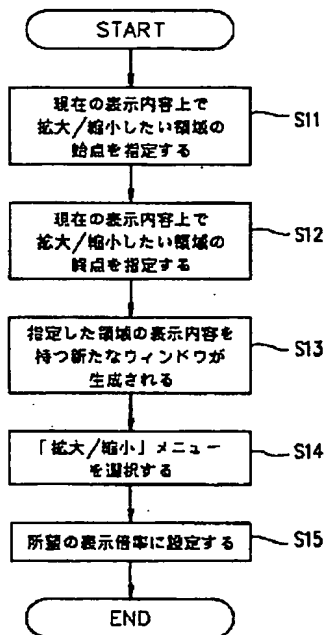 START
現在の表示内容上で
拡大/縮小したい領域の
始点を指定する
S11
現在の表示内容上で
拡大/縮小したい領域の
終点を指定する
S12
指定した領域の表示内容を
持つ新たなウィンドウが
生成される
S13
「拡大/縮小」メニュー
を選択する
S14
所望の表示倍率に設定する
S15
END